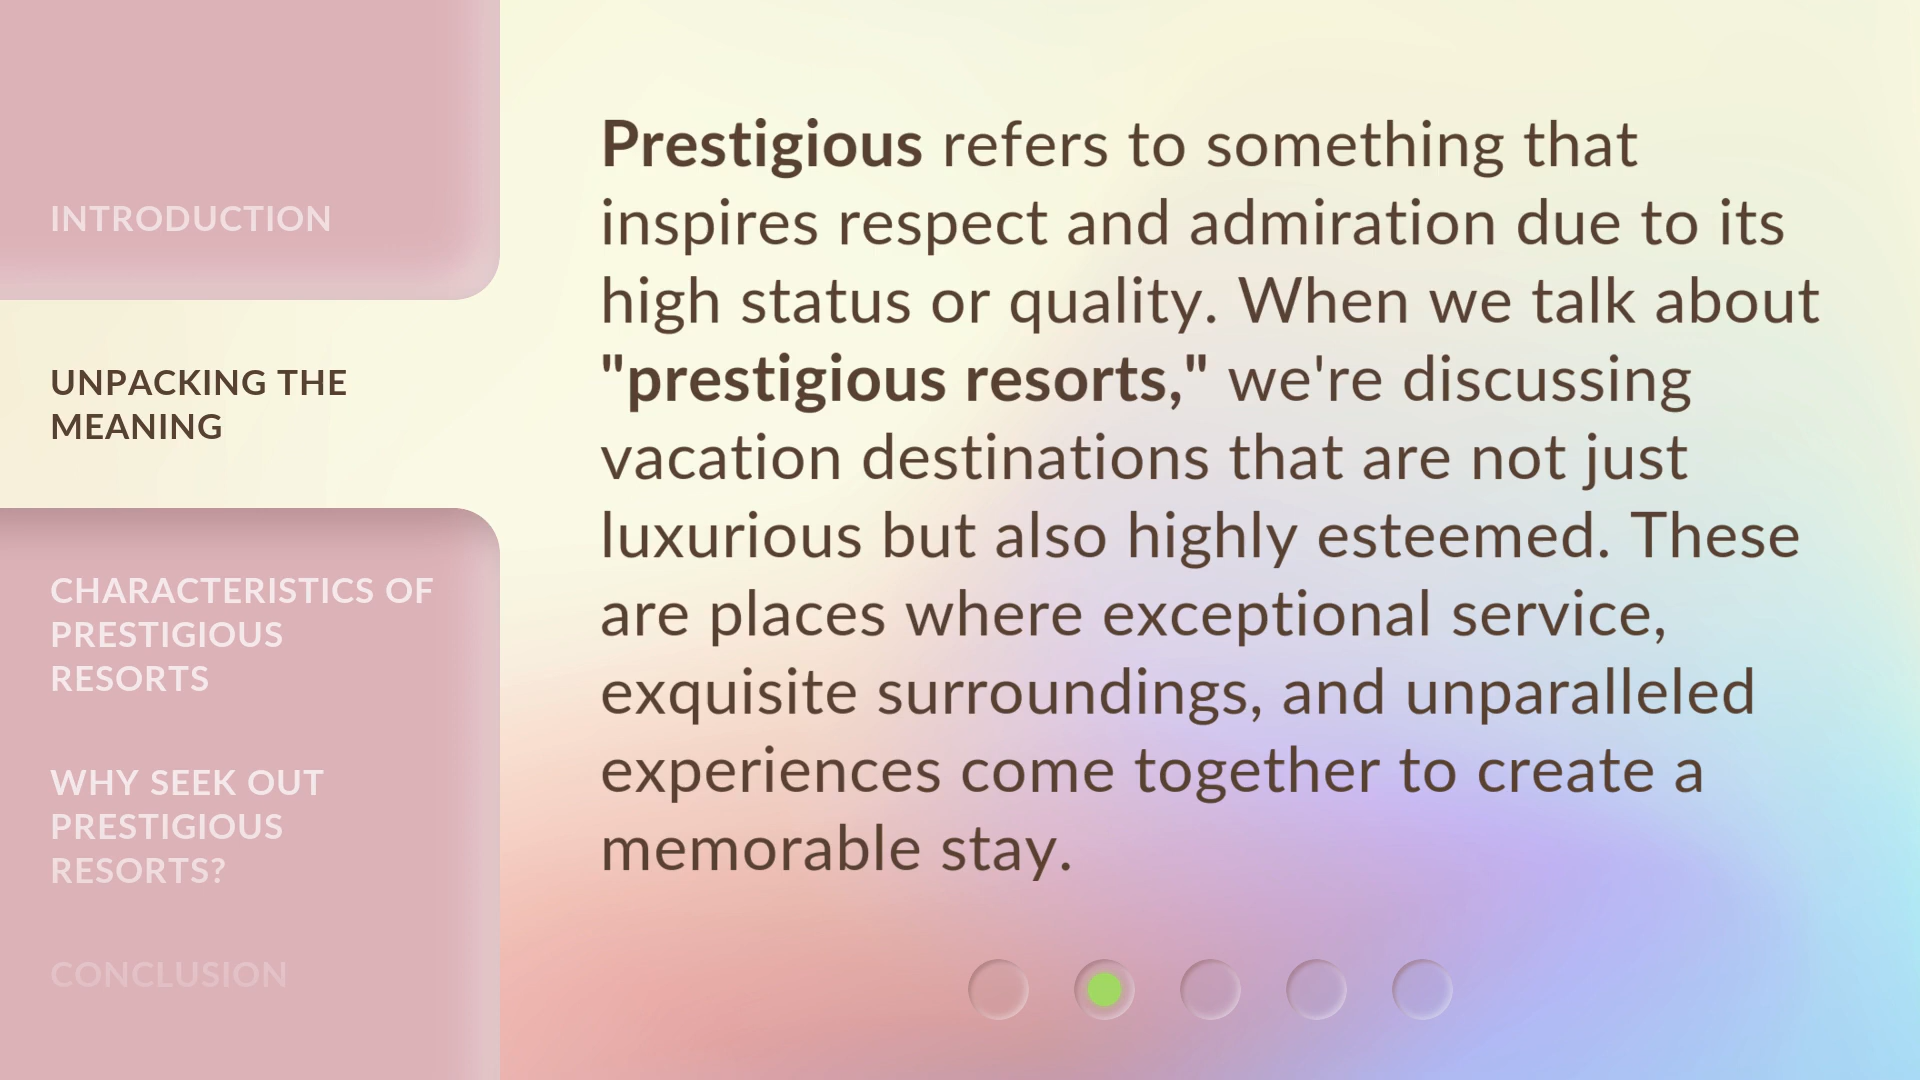 INTRODUCTION
UNPACKING THE
MEANING
CHARACTERISTICS OF
PRESTIGIOUS
RESORTS
WHY SEEK OUT
PRESTIGIOUS
RESORTS?
CONCLUSION
Prestigious refers to something that
inspires respect and admiration due to its
high status or quality. When we talk about
"prestigious resorts," we're discussing
vacation destinations that are not just
luxurious but also highly esteemed. These
are places where exceptional service,
exquisite surroundings, and unparalleled
experiences come together to create a
memorable stay.